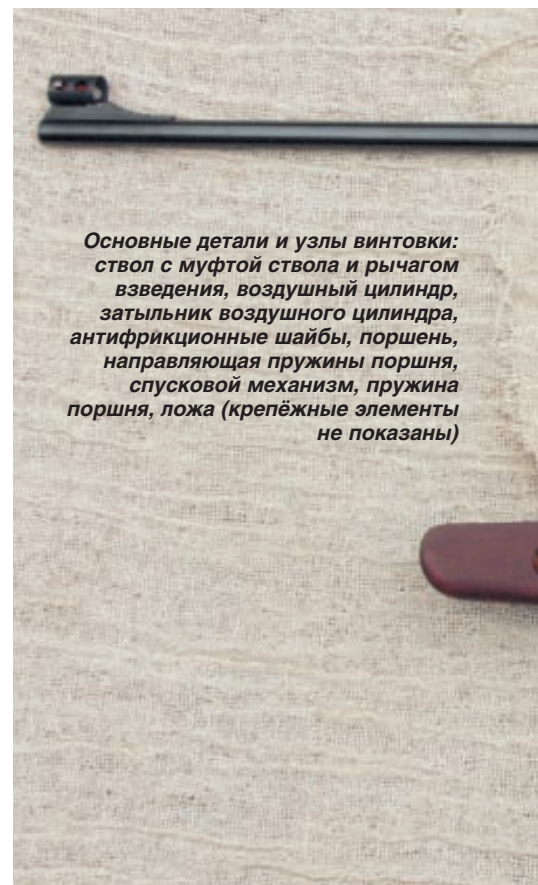 Основные детали и узлы винтовки:
ствол с муфтой ствола и рычагом
взведения, воздушный цилиндр,
затыльник воздушного цилиндра,
антифрикционные шайбы, поршень,
направляющая пружины поршня,
спусковой механизм, пружина
поршня, ложа (крепёжные элементы
не показаны)